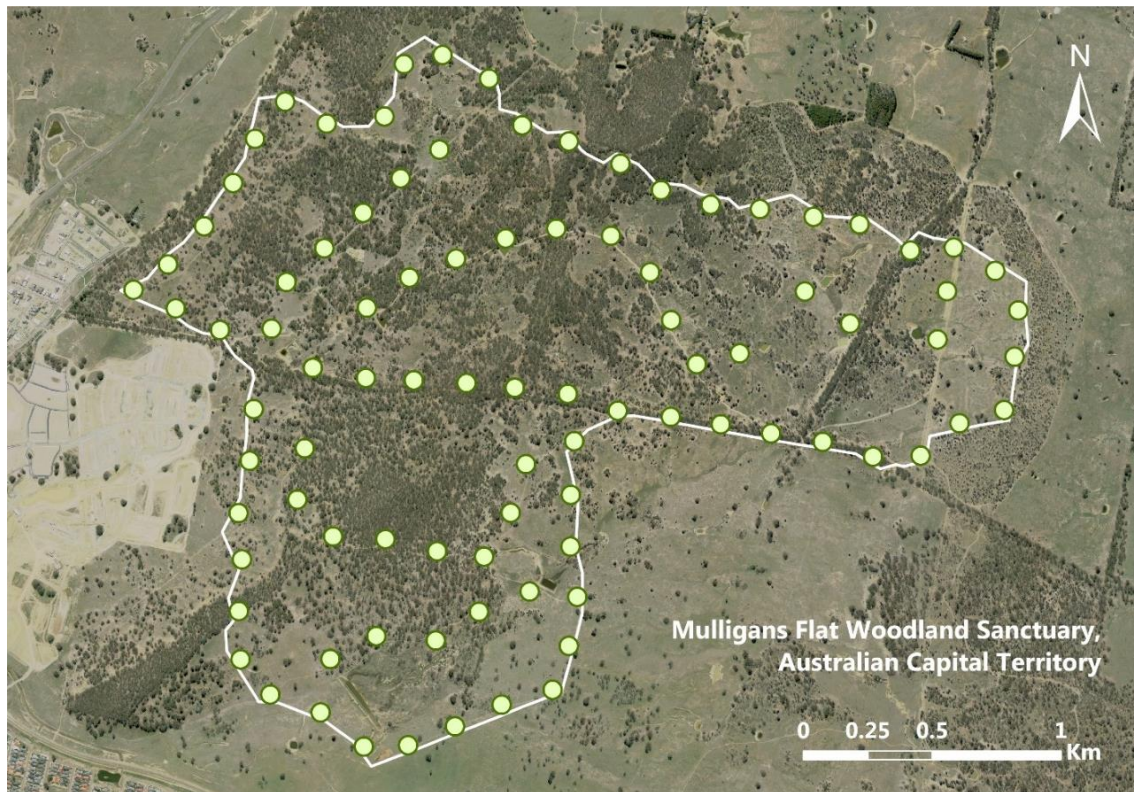 N
Mulligans Flat Woodland Sanctuary,
Australian Capital Territory
0 0.25 0.5 1
Km